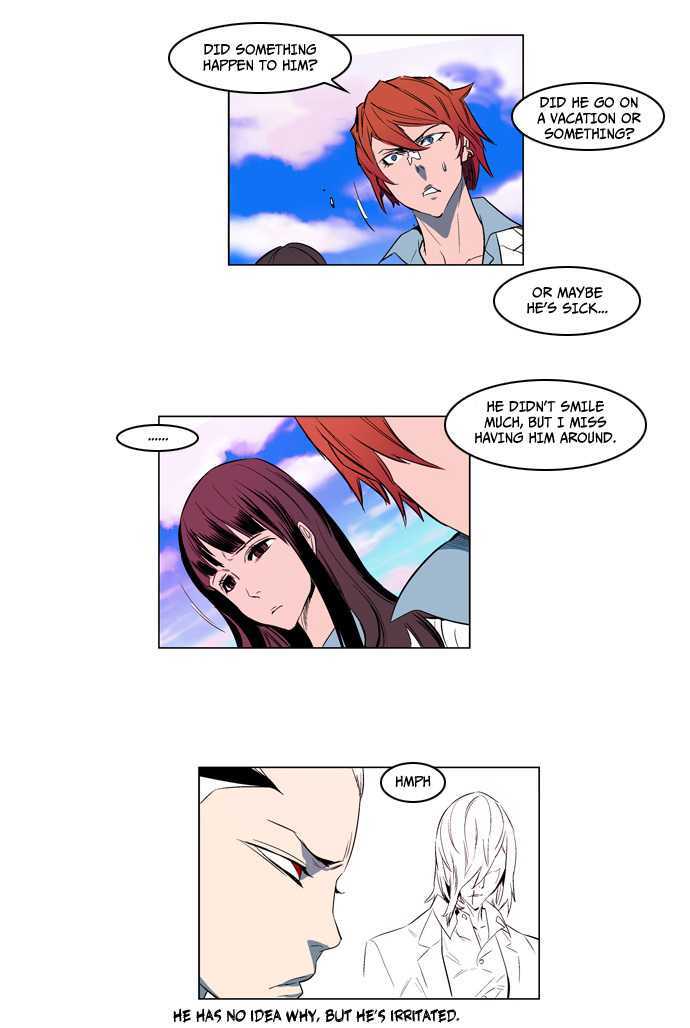 DID SOMETHING
HAPPEN TO HIM?
DID HE GO ON
A VACATION OR
SOMETHING?
OR MAYBE
HE'S SICK...
HE DIDN'T SMILE
MUCH, BUT I MISS
HAVING HIM AROUND.
......
HMPH
HE HAS NO IDEA WHY, BUT HE'S IRRITATED.